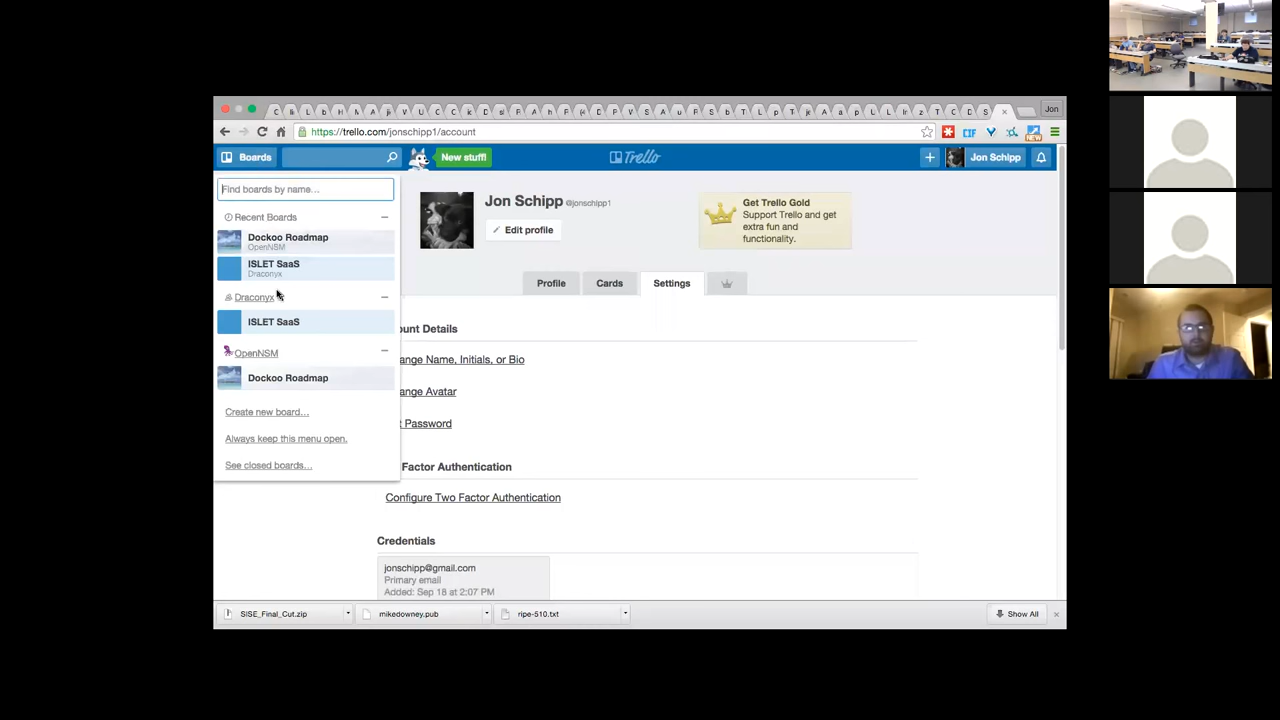 Jon
https://trello.com/jonschipp1/account
Boards
New stuff!
Trello
Jon Schipp
Find boards by name…
Recent Boards
Dockoo Roadmap
OpenNSM
ISLET SaaS
Draconyx
Draconyx
ISLET SaaS
OpenNSM
Dockoo Roadmap
Create new board…
Always keep this menu open.
See closed boards…
Jon Schipp @jonschipp1
Edit profile
Get Trello Gold
Support Trello and get
extra fun and
functionality.
Profile
Cards
Settings
ount Details
ange Name, Initials, or Bio
ange Avatar
Password
Factor Authentication
Configure Two Factor Authentication
Credentials
jonschipp@gmail.com
Primary email
Added: Sep 18 at 2:07 PM
SISE_Final_Cut.zip
mikedowney.pub
ripe-510.txt
Show All